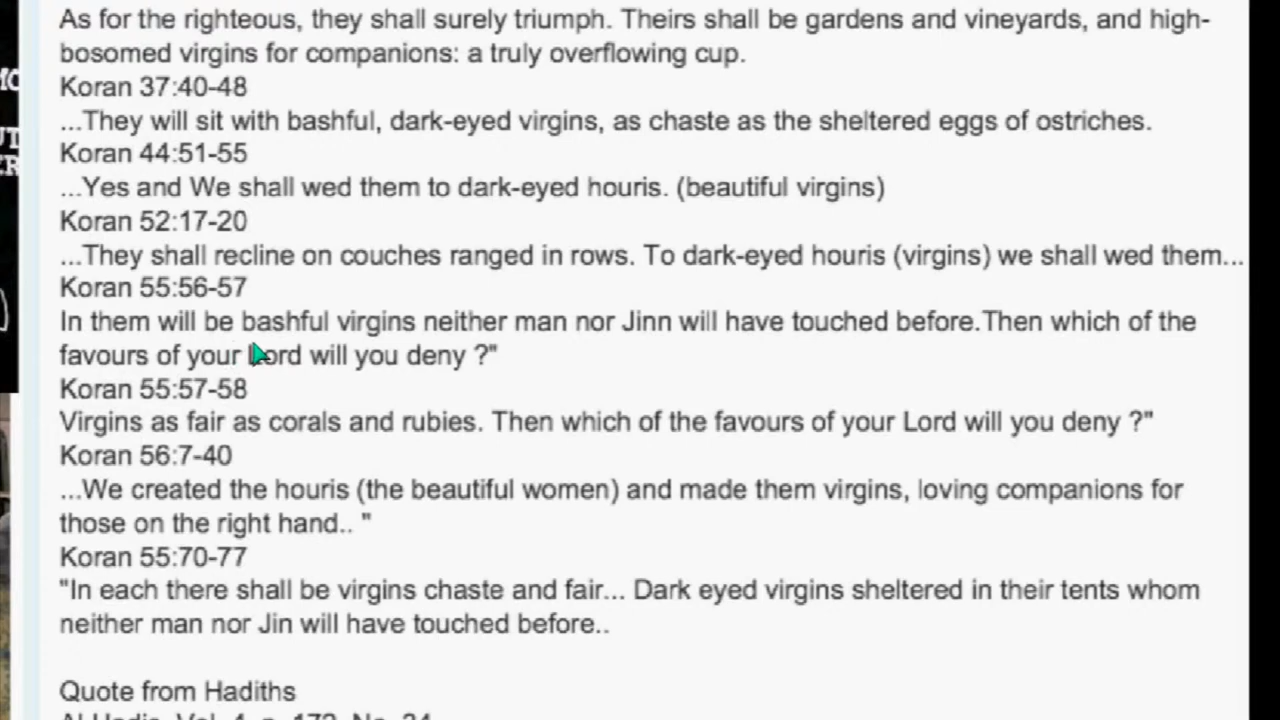 As for the righteous, they shall surely triumph. Theirs shall be gardens and vineyards, and high-
bosomed virgins for companions: a truly overflowing cup.
Koran 37:40-48
...They will sit with bashful, dark-eyed virgins, as chaste as the sheltered eggs of ostriches.
Koran 44:51-55
...Yes and We shall wed them to dark-eyed houris. (beautiful virgins)
Koran 52:17-20
...They shall recline on couches ranged in rows. To dark-eyed houris (virgins) we shall wed them...
Koran 55:56-57
In them will be bashful virgins neither man nor Jinn will have touched before.Then which of the
favours of your Lord will you deny ?"
Koran 55:57-58
Virgins as fair as corals and rubies. Then which of the favours of your Lord will you deny ?"
Koran 56:7-40
...We created the houris (the beautiful women) and made them virgins, loving companions for
those on the right hand.. "
Koran 55:70-77
"In each there shall be virgins chaste and fair... Dark eyed virgins sheltered in their tents whom
neither man nor Jin will have touched before..
Quote from Hadiths